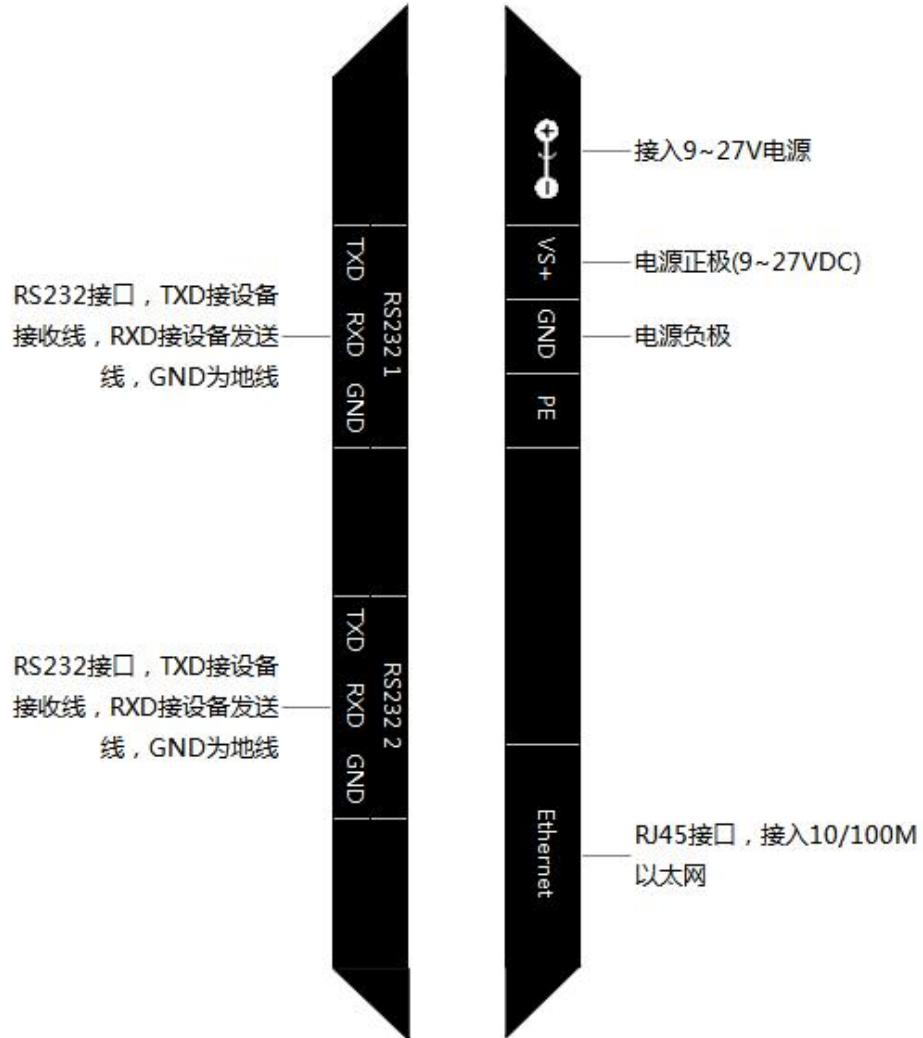 接入9~27V电源
VS+
电源正极(9~27VDC)
GND
电源负极
PE
RS232接口，TXD接设备
接收线，RXD接设备发送
线，GND为地线
TXD
RXD
GND
RS232 1
RS232接口，TXD接设备
接收线，RXD接设备发送
线，GND为地线
TXD
RXD
GND
RS232 2
Ethernet
RJ45接口，接入10/100M
以太网